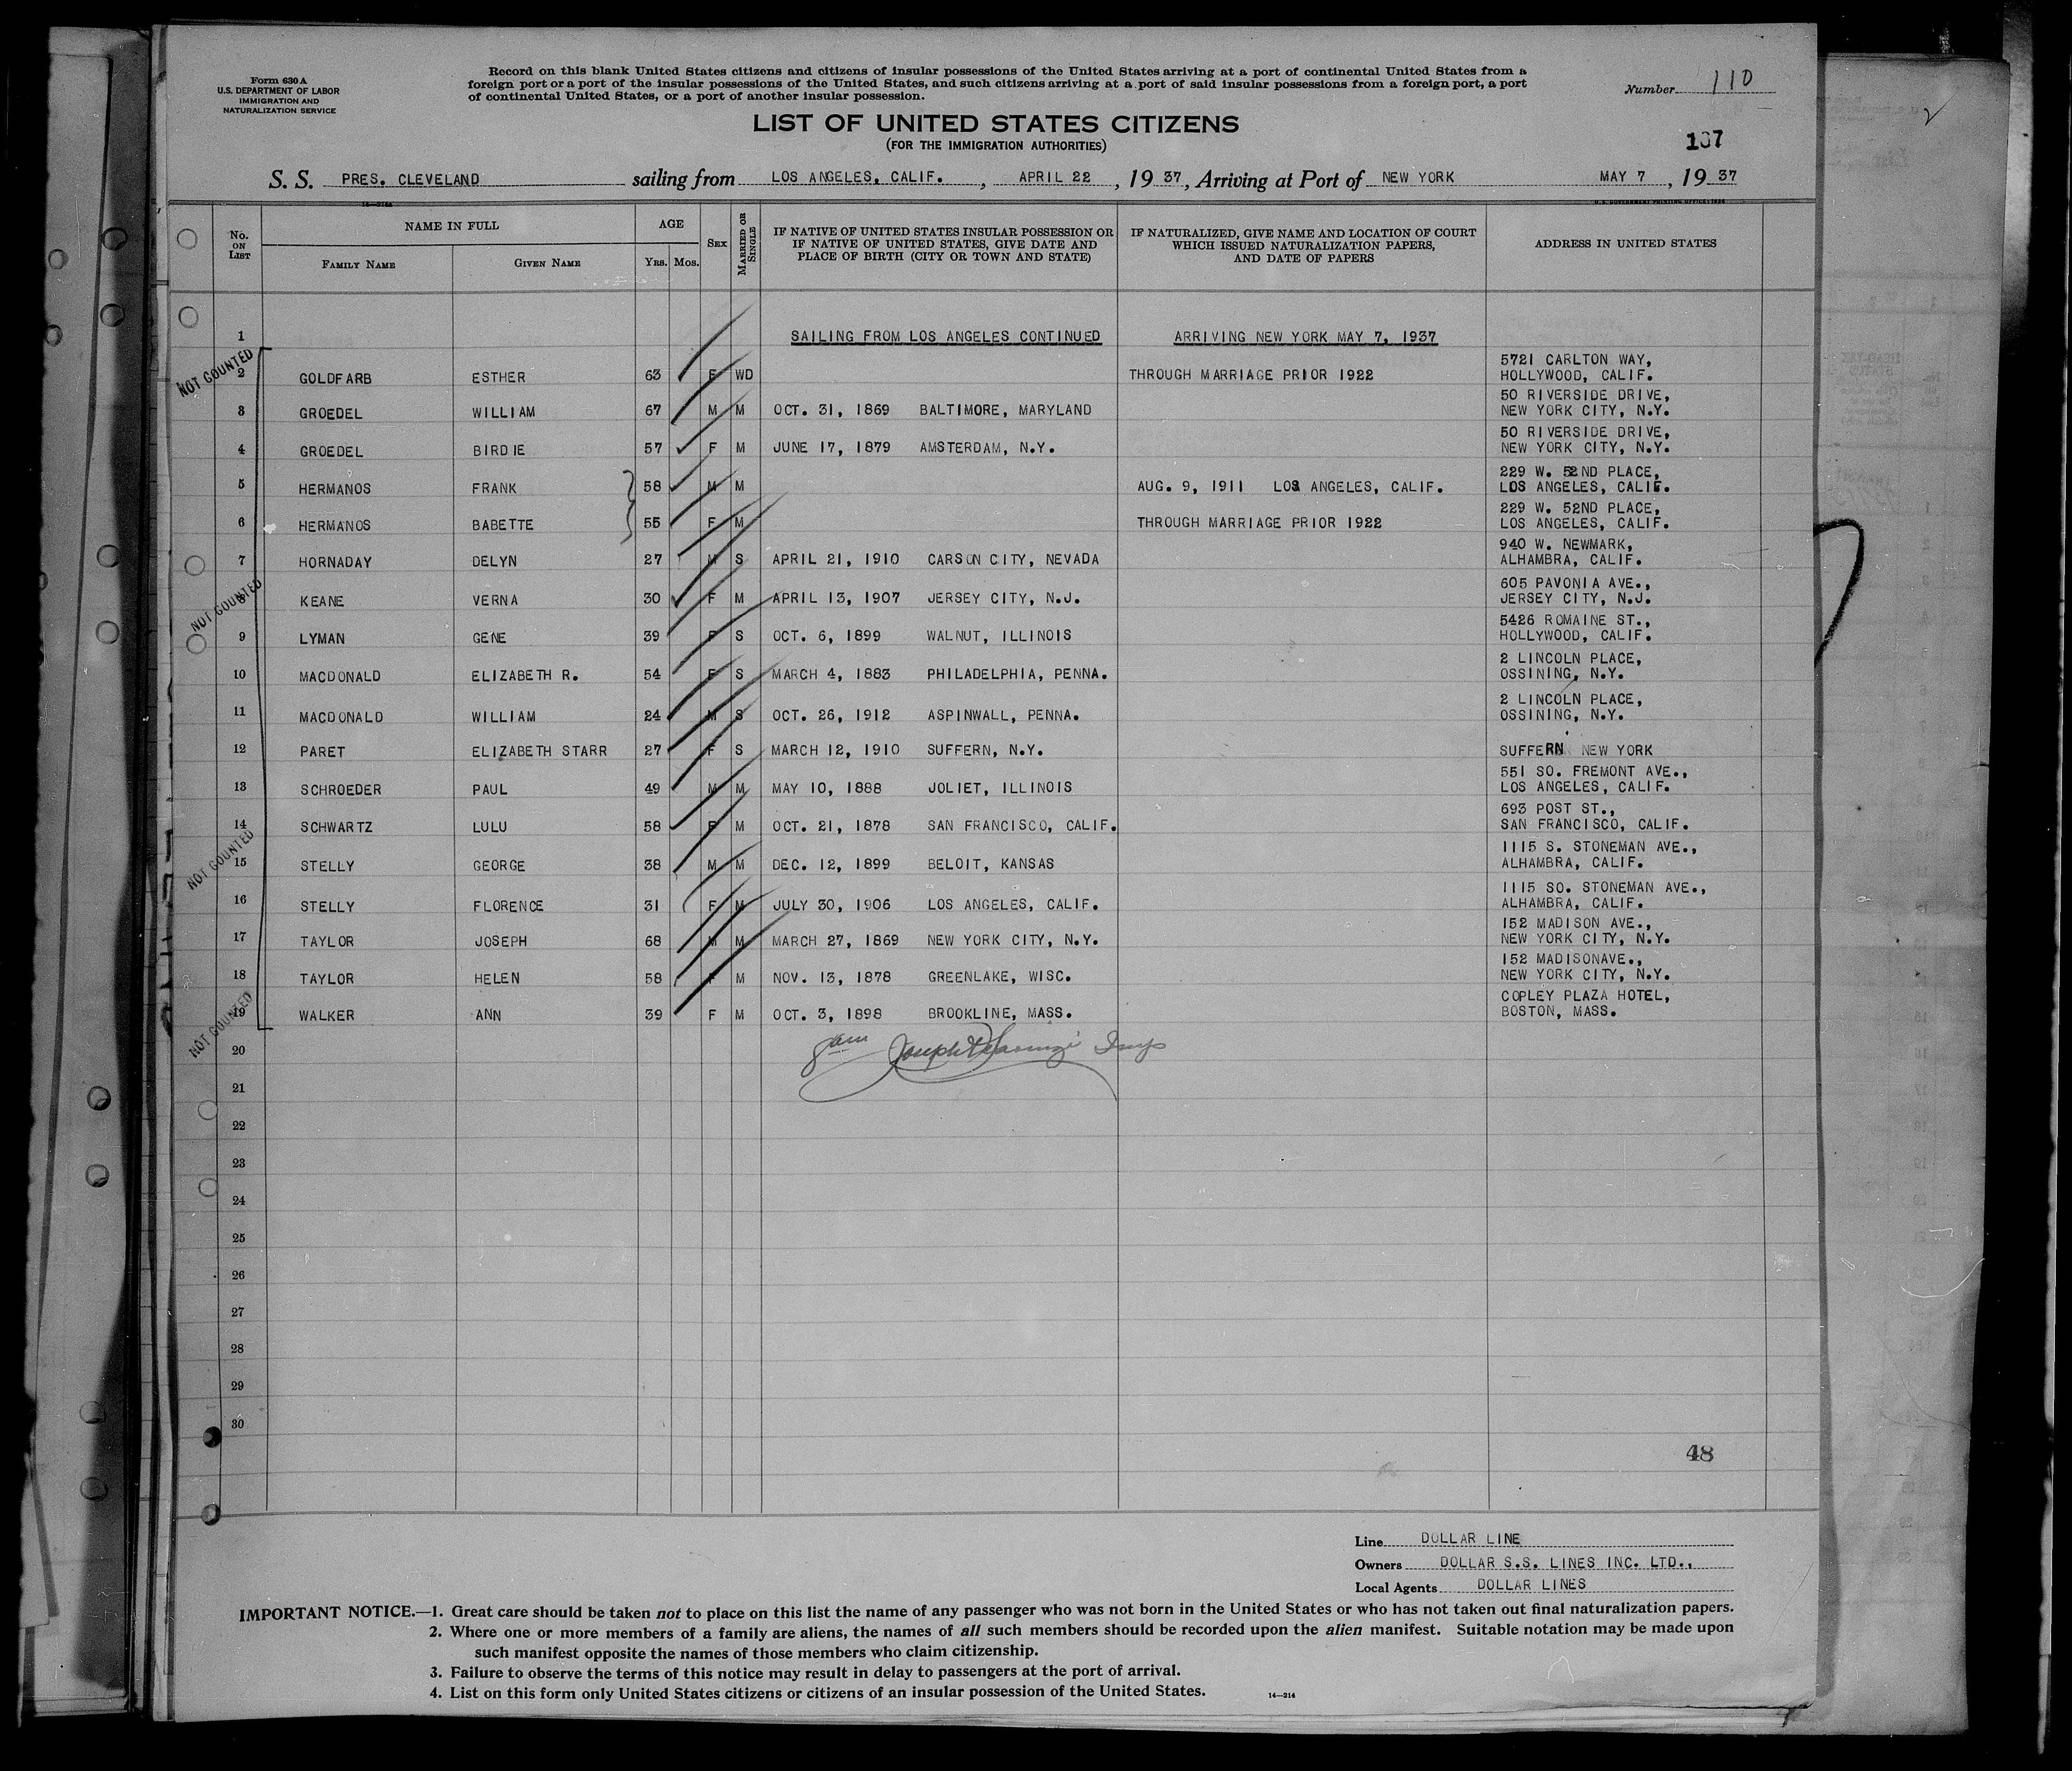 Form 630 A
U.S. DEPARTMENT OF LABOR
IMMIGRATION AND
NATURALIZATION SERVICE
Record on this blank United States citizens and citizens of insular possessions of the United States arriving at a port of continental United States from a
foreign port or a port of the insular possessions of the United States, and such citizens arriving at a port of said insular possessions from a foreign port, a port
of continental United States, or a port of another insular possession.
Number 110
LIST OF UNITED STATES CITIZENS
(FOR THE IMMIGRATION AUTHORITIES)
107
S. S. PRES. CLEVELAND sailing from LOS ANGELES, CALIF. , APRIL 22 , 19 37, Arriving at Port of NEW YORK MAY 7 , 19 37
No. ON LIST NAME IN FULL FAMILY NAME GIVEN NAME AGE YRS. MOS. SEX MARRIED OR SINGLE
IF NATIVE OF UNITED STATES INSULAR POSSESSION OR
IF NATIVE OF UNITED STATES, GIVE DATE AND
PLACE OF BIRTH (CITY OR TOWN AND STATE)
IF NATURALIZED, GIVE NAME AND LOCATION OF COURT
WHICH ISSUED NATURALIZATION PAPERS,
AND DATE OF PAPERS
ADDRESS IN UNITED STATES
1 SAILING FROM LOS ANGELES CONTINUED ARRIVING NEW YORK MAY 7, 1937
NOT COUNTED
2 GOLDFARB ESTHER 63 F WD THROUGH MARRIAGE PRIOR 1922 5721 CARLTON WAY,
HOLLYWOOD, CALIF.
3 GROEDEL WILLIAM 67 M M OCT. 31, 1869 BALTIMORE, MARYLAND 50 RIVERSIDE DRIVE,
NEW YORK CITY, N.Y.
4 GROEDEL BIRDIE 57 F M JUNE 17, 1879 AMSTERDAM, N.Y. 50 RIVERSIDE DRIVE,
NEW YORK CITY, N.Y.
5 HERMANOS FRANK 58 M M AUG. 9, 1911 LOS ANGELES, CALIF. 229 W. 52ND PLACE,
LOS ANGELES, CALIF.
6 HERMANOS BABETTE 55 F M THROUGH MARRIAGE PRIOR 1922 229 W. 52ND PLACE,
LOS ANGELES, CALIF.
7 HORNADAY DELYN 27 M S APRIL 21, 1910 CARSON CITY, NEVADA 940 W. NEWMARK,
ALHAMBRA, CALIF.
NOT COUNTED
8 KEANE VERNA 30 F M APRIL 13, 1907 JERSEY CITY, N.J. 605 PAVONIA AVE.,
JERSEY CITY, N.J.
9 LYMAN GENE 39 F S OCT. 6, 1899 WALNUT, ILLINOIS 5426 ROMAINE ST.,
HOLLYWOOD, CALIF.
10 MACDONALD ELIZABETH R. 54 F S MARCH 4, 1883 PHILADELPHIA, PENNA. 2 LINCOLN PLACE,
OSSINING, N.Y.
11 MACDONALD WILLIAM 24 M S OCT. 26, 1912 ASPINWALL, PENNA. 2 LINCOLN PLACE,
OSSINING, N.Y.
12 PARET ELIZABETH STARR 27 F S MARCH 12, 1910 SUFFERN, N.Y. SUFFERN NEW YORK
13 SCHROEDER PAUL 49 M M MAY 10, 1888 JOLIET, ILLINOIS 551 SO. FREMONT AVE.,
LOS ANGELES, CALIF.
14 SCHWARTZ LULU 58 F M OCT. 21, 1878 SAN FRANCISCO, CALIF. 693 POST ST.,
SAN FRANCISCO, CALIF.
NOT COUNTED
15 STELLY GEORGE 38 M M DEC. 12, 1899 BELOIT, KANSAS 1115 S. STONEMAN AVE.,
ALHAMBRA, CALIF.
16 STELLY FLORENCE 31 F M JULY 30, 1906 LOS ANGELES, CALIF. 1115 SO. STONEMAN AVE.,
ALHAMBRA, CALIF.
17 TAYLOR JOSEPH 68 M M MARCH 27, 1869 NEW YORK CITY, N.Y. 152 MADISON AVE.,
NEW YORK CITY, N.Y.
18 TAYLOR HELEN 58 F M NOV. 13, 1878 GREENLAKE, WISC. 152 MADISONAVE.,
NEW YORK CITY, N.Y.
NOT COUNTED
19 WALKER ANN 39 F M OCT. 3, 1898 BROOKLINE, MASS. COPLEY PLAZA HOTEL,
BOSTON, MASS.
20 Joseph Insp
21
22
23
24
25
26
27
28
29
30
48
Line DOLLAR LINE
Owners DOLLAR S.S. LINES INC. LTD.,
Local Agents DOLLAR LINES
IMPORTANT NOTICE.—1. Great care should be taken not to place on this list the name of any passenger who was not born in the United States or who has not taken out final naturalization papers.
2. Where one or more members of a family are aliens, the names of all such members should be recorded upon the alien manifest. Suitable notation may be made upon
such manifest opposite the names of those members who claim citizenship.
3. Failure to observe the terms of this notice may result in delay to passengers at the port of arrival.
4. List on this form only United States citizens or citizens of an insular possession of the United States.
14—214